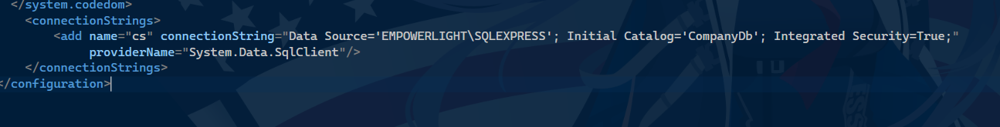 </system.codedom>
<connectionStrings>
<add name="cs" connectionString="Data Source='EMPOWERLIGHT\SQLEXPRESS'; Initial Catalog='CompanyDb'; Integrated Security=True;"
providerName="System.Data.SqlClient"/>
</connectionStrings>
</configuration>